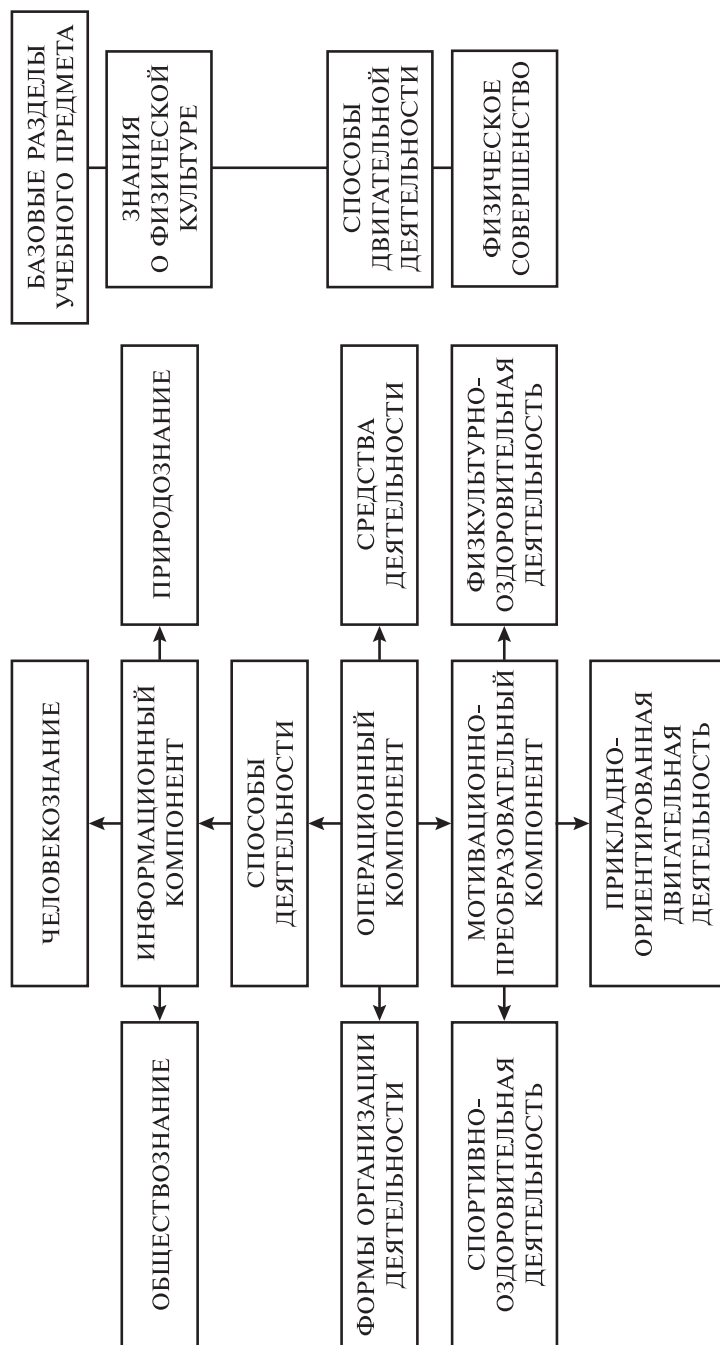 БАЗОВЫЕ РАЗДЕЛЫ
УЧЕБНОГО ПРЕДМЕТА
ЗНАНИЯ
О ФИЗИЧЕСКОЙ
КУЛЬТУРЕ
СПОСОБЫ
ДВИГАТЕЛЬНОЙ
ДЕЯТЕЛЬНОСТИ
ФИЗИЧЕСКОЕ
СОВЕРШЕНСТВО
ЧЕЛОВЕКОЗНАНИЕ
ОБЩЕСТВОЗНАНИЕ
ИНФОРМАЦИОННЫЙ
КОМПОНЕНТ
ПРИРОДОЗНАНИЕ
СПОСОБЫ
ДЕЯТЕЛЬНОСТИ
ФОРМЫ ОРГАНИЗАЦИИ
ДЕЯТЕЛЬНОСТИ
ОПЕРАЦИОННЫЙ
КОМПОНЕНТ
СРЕДСТВА
ДЕЯТЕЛЬНОСТИ
СПОРТИВНО-
ОЗДОРОВИТЕЛЬНАЯ
ДЕЯТЕЛЬНОСТЬ
МОТИВАЦИОННО-
ПРЕОБРАЗОВАТЕЛЬНЫЙ
КОМПОНЕНТ
ФИЗКУЛЬТУРНО-
ОЗДОРОВИТЕЛЬНАЯ
ДЕЯТЕЛЬНОСТЬ
ПРИКЛАДНО-
ОРИЕНТИРОВАННАЯ
ДВИГАТЕЛЬНАЯ
ДЕЯТЕЛЬНОСТЬ